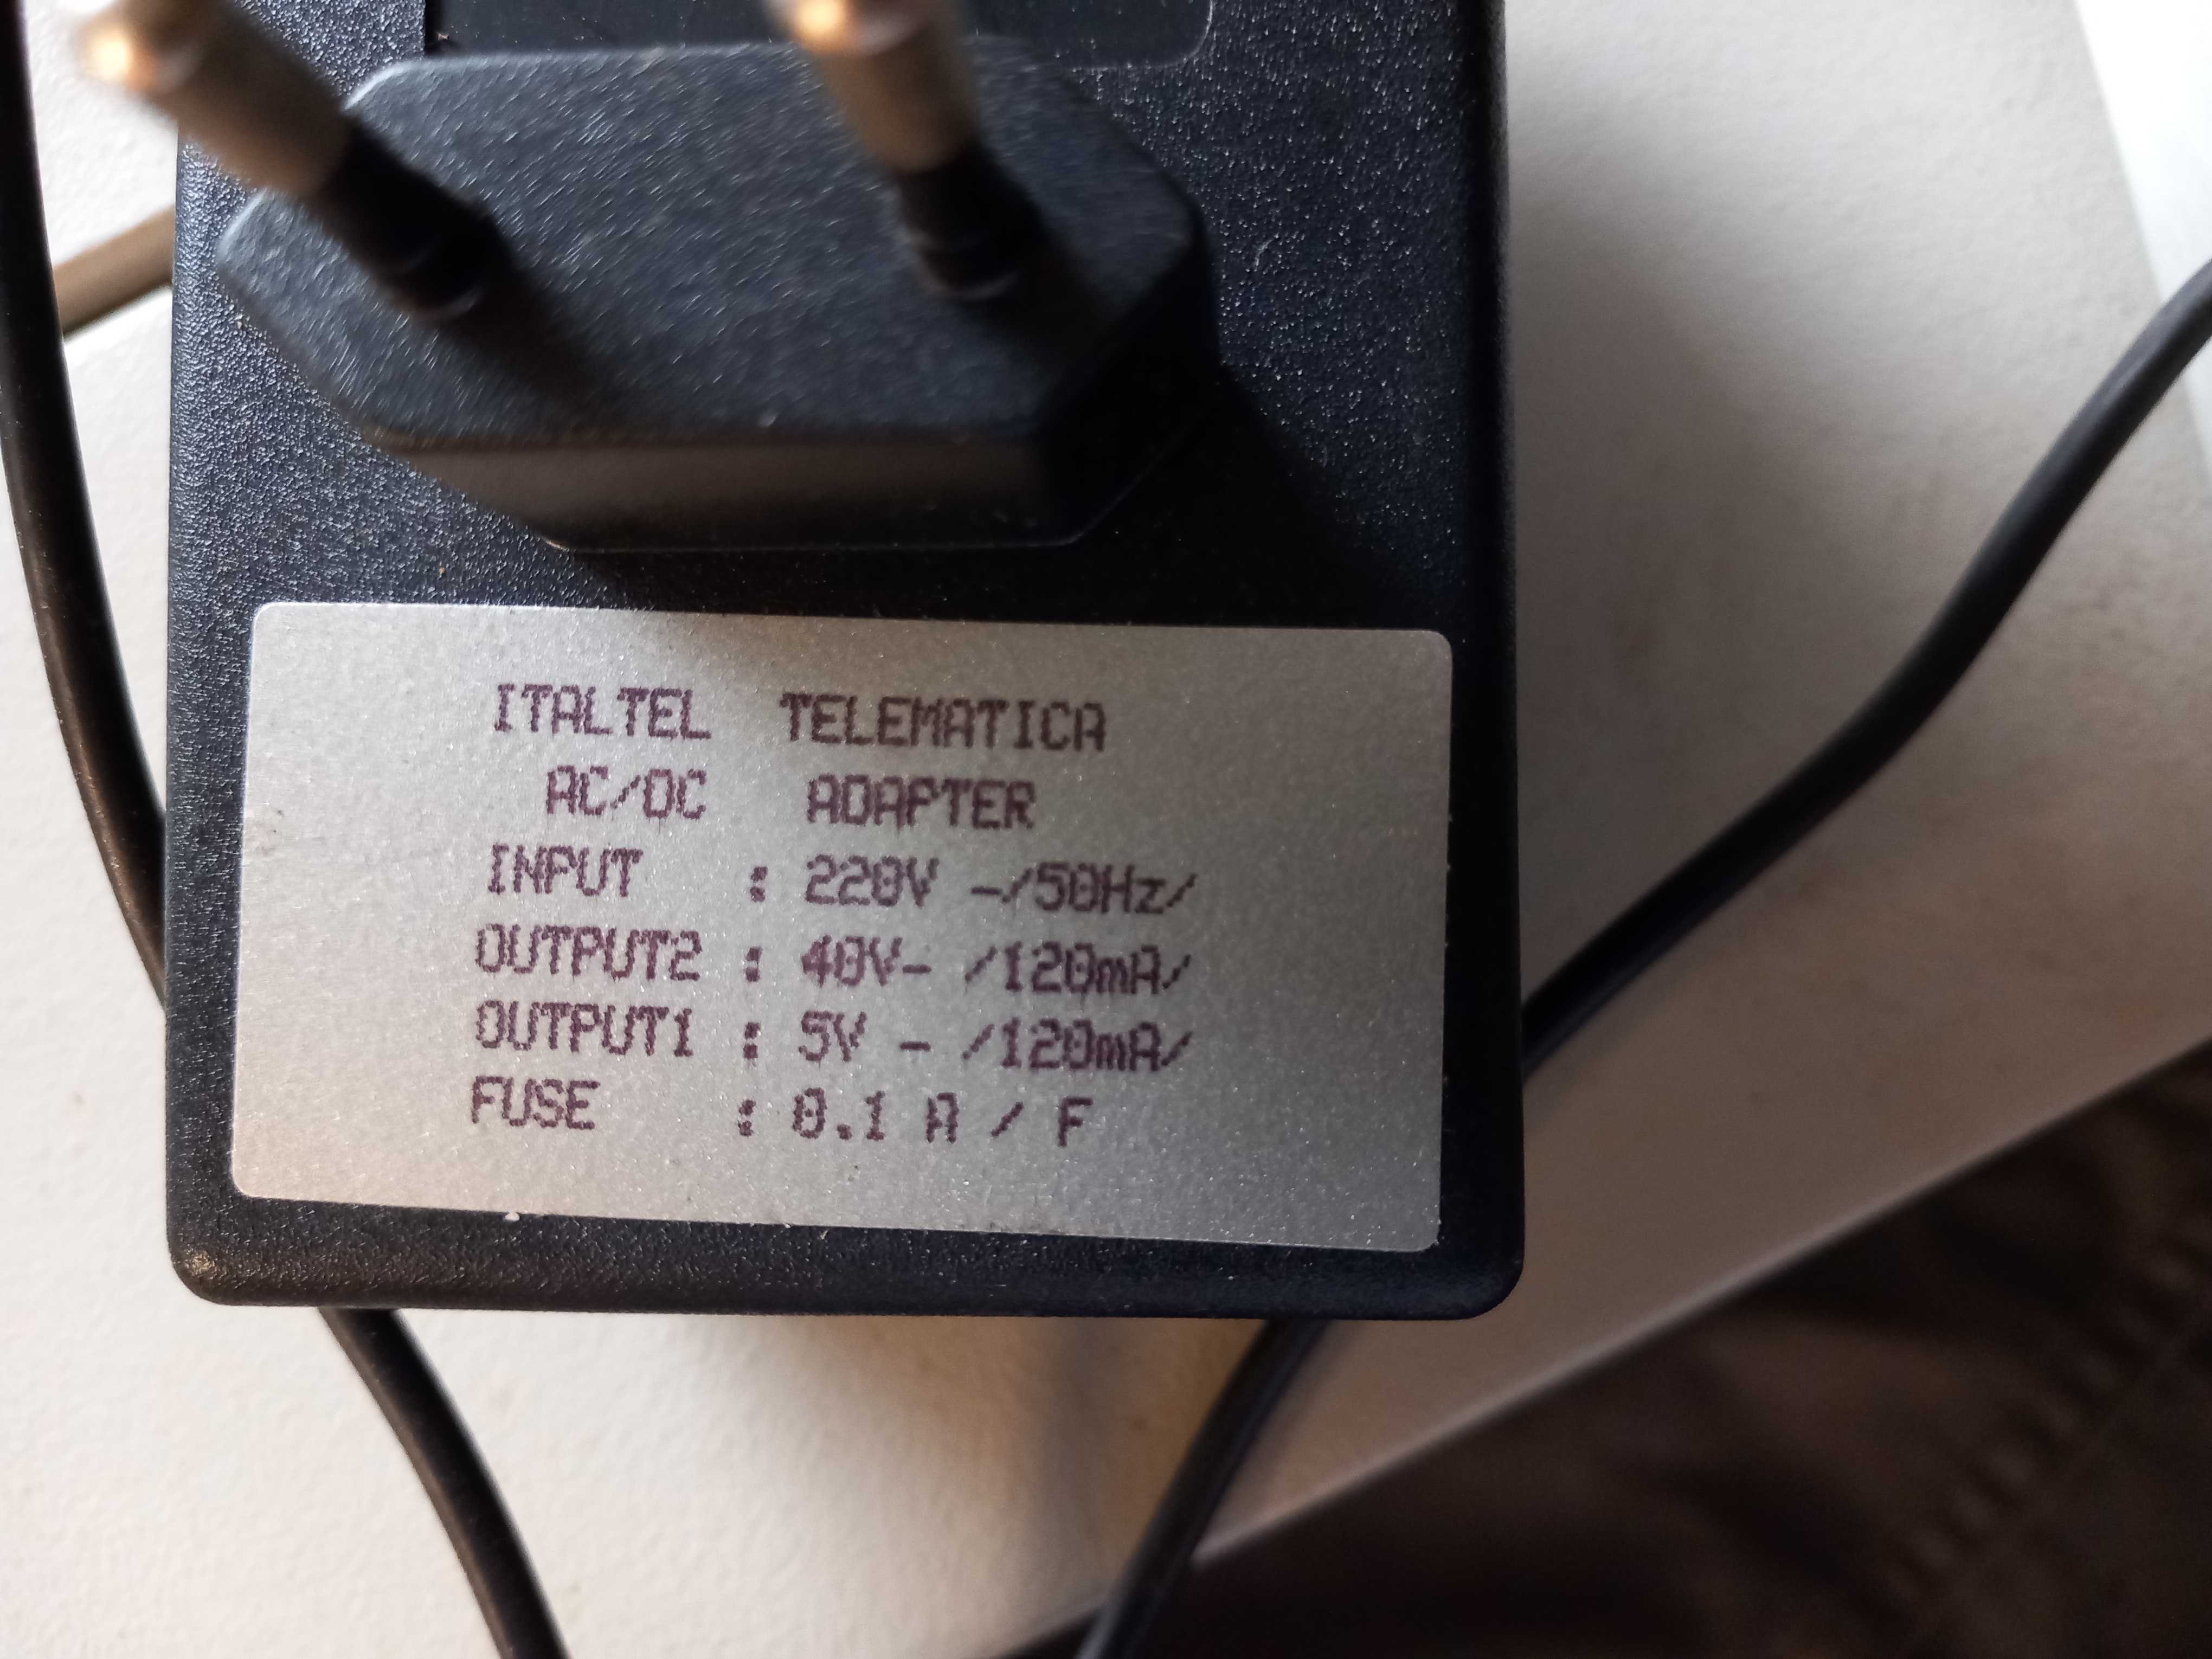 ITALTEL TELEMATICA
AC/DC ADAPTER
INPUT : 220V -/50Hz/
OUTPUT2 : 40V- /120mA/
OUTPUT1 : 5V - /120mA/
FUSE : 0.1 A / F